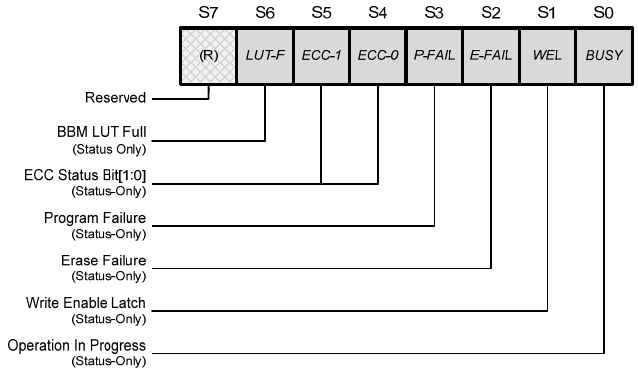 S7 S6 S5 S4 S3 S2 S1 S0
(R) LUT-F ECC-1 ECC-0 P-FAIL E-FAIL WEL BUSY
Reserved
BBM LUT Full
(Status Only)
ECC Status Bit[1:0]
(Status-Only)
Program Failure
(Status-Only)
Erase Failure
(Status-Only)
Write Enable Latch
(Status-Only)
Operation In Progress
(Status-Only)